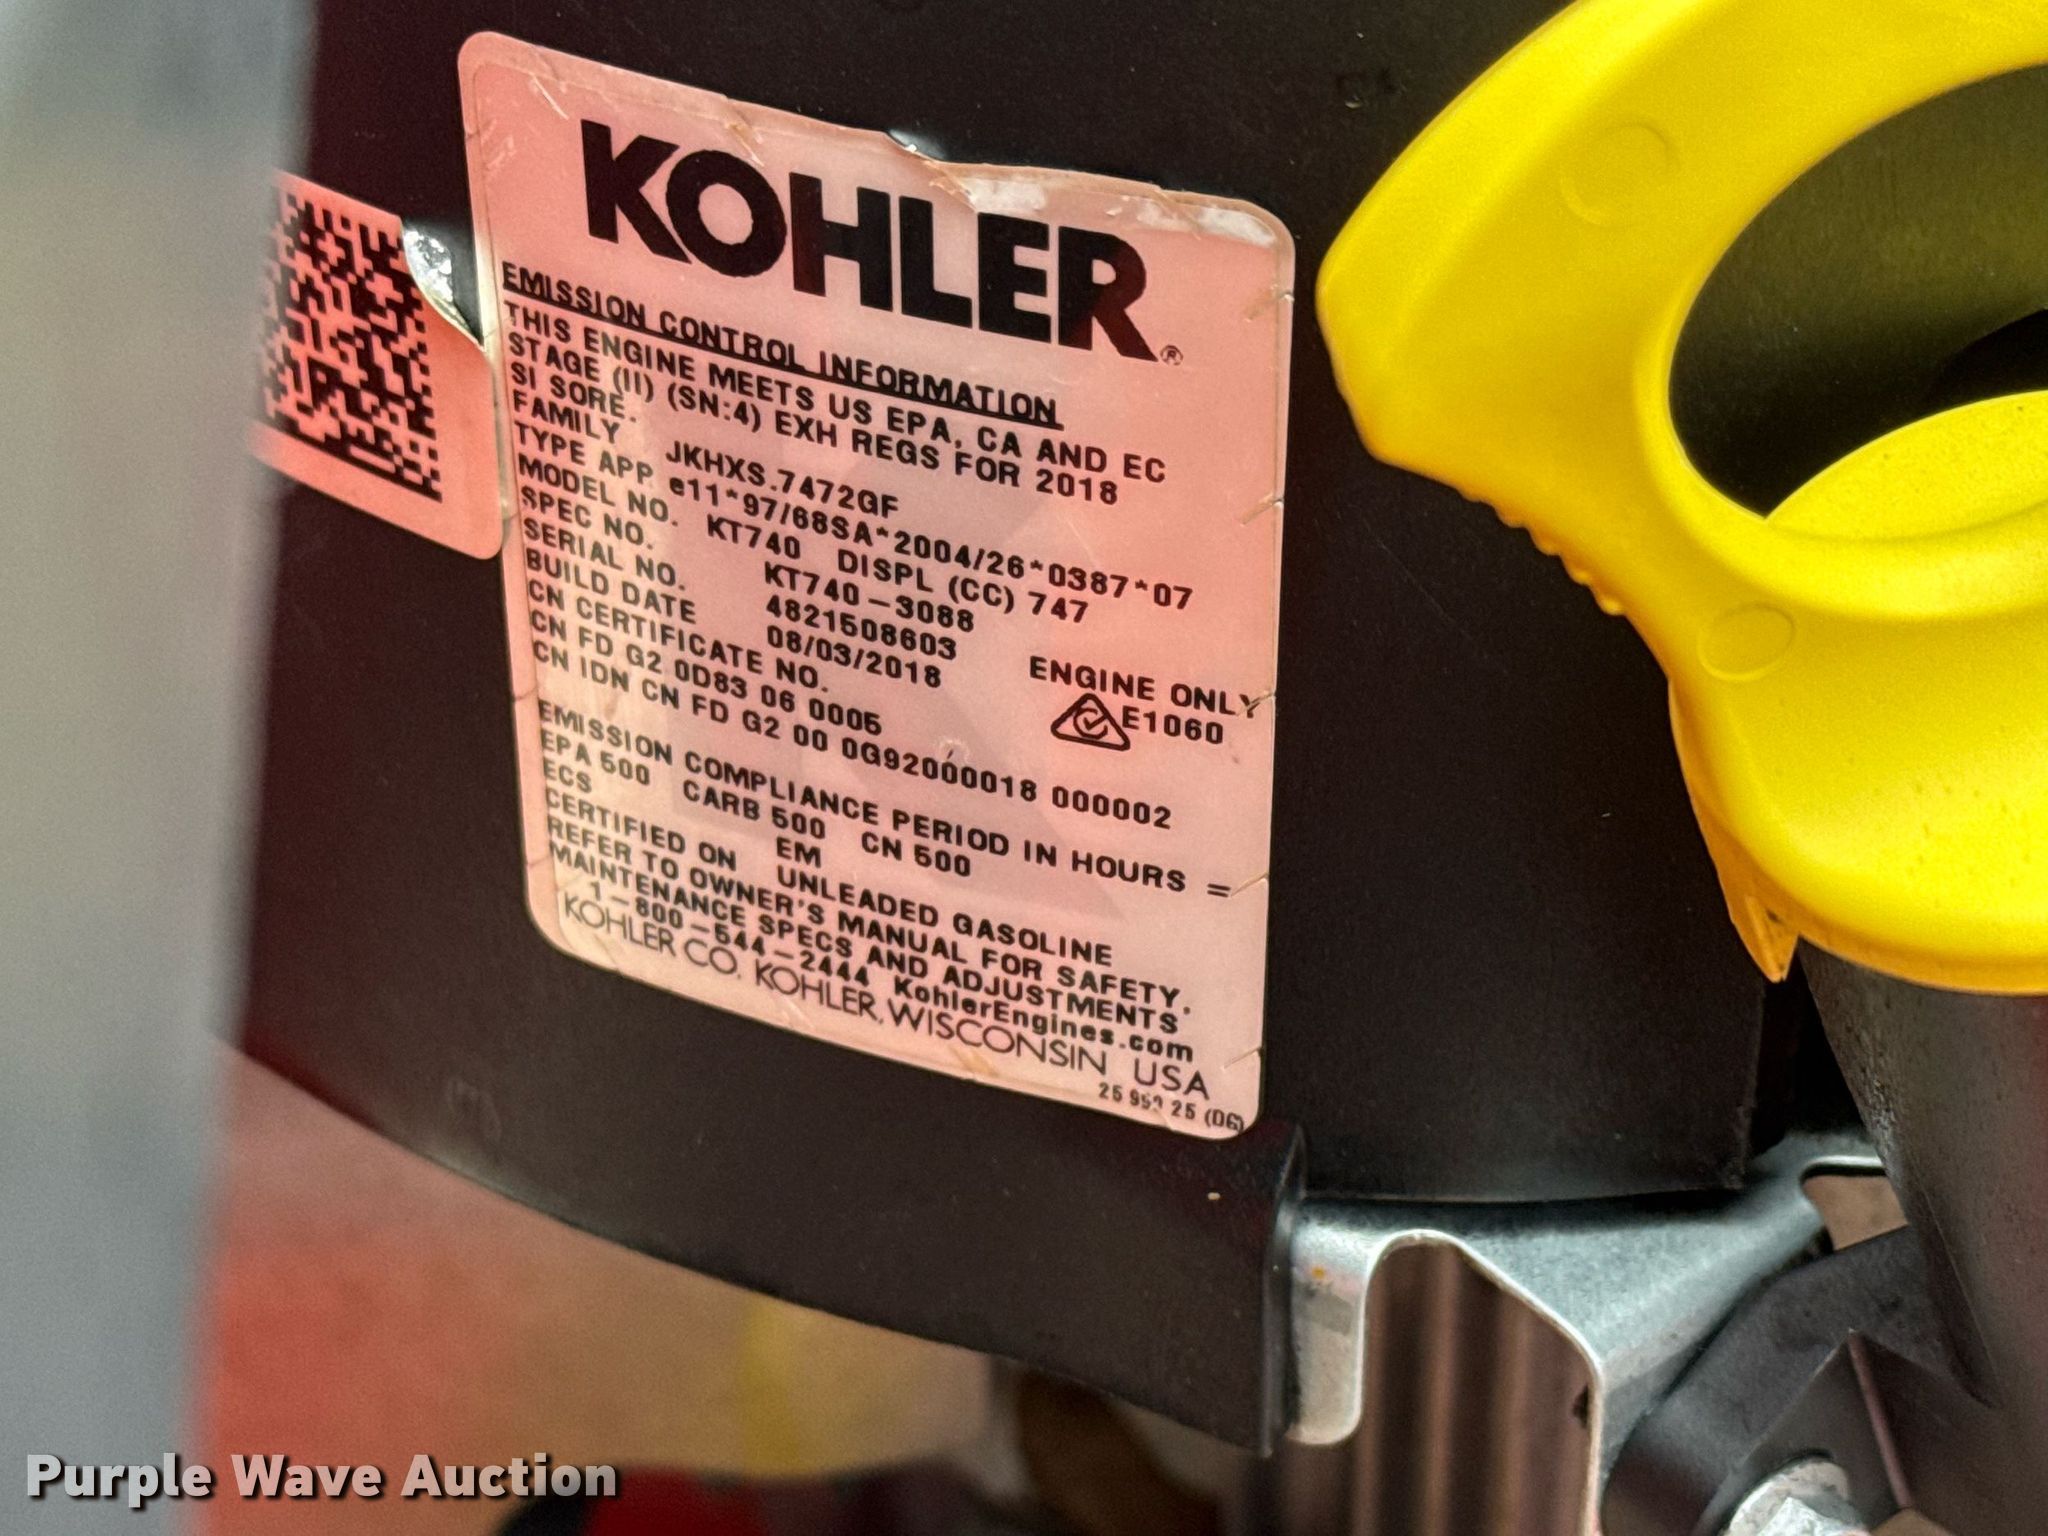 KOHLER®
EMISSION CONTROL INFORMATION
THIS ENGINE MEETS US EPA, CA AND EC
STAGE (II) (SN:4) EXH REGS FOR 2018
SI SORE.
FAMILY JKHXS.7472GF
TYPE APP e11*97/68SA*2004/26*0387*07
MODEL NO. KT740 DISPL (CC) 747
SPEC NO. KT740-3088
SERIAL NO. 4821508603
BUILD DATE 08/03/2018
ENGINE ONLY
CN CERTIFICATE NO.
E1060
CN FD G2 0D83 06 0005
CN IDN CN FD G2 00 0G92000018 000002
EMISSION COMPLIANCE PERIOD IN HOURS =
EPA 500 CARB 500 CN 500
ECS EM
CERTIFIED ON UNLEADED GASOLINE
REFER TO OWNER'S MANUAL FOR SAFETY,
MAINTENANCE SPECS AND ADJUSTMENTS
1-800-544-2444 KohlerEngines.com
KOHLER CO. KOHLER, WISCONSIN USA
25 25 (06)
Purple Wave Auction